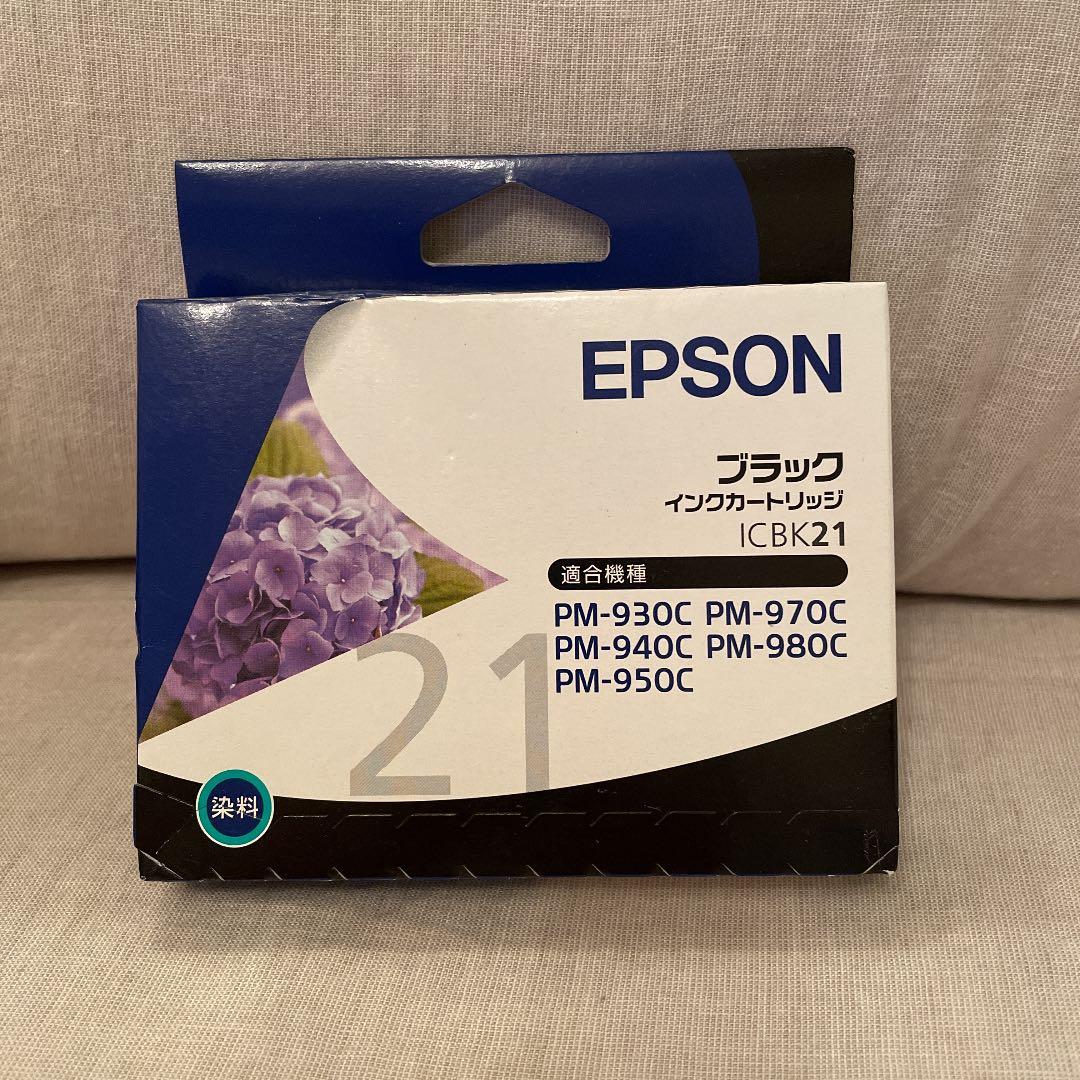 EPSON
ブラック
インクカートリッジ
ICBK21
適合機種
PM-930C PM-970C
PM-940C PM-980C
PM-950C
21
染料